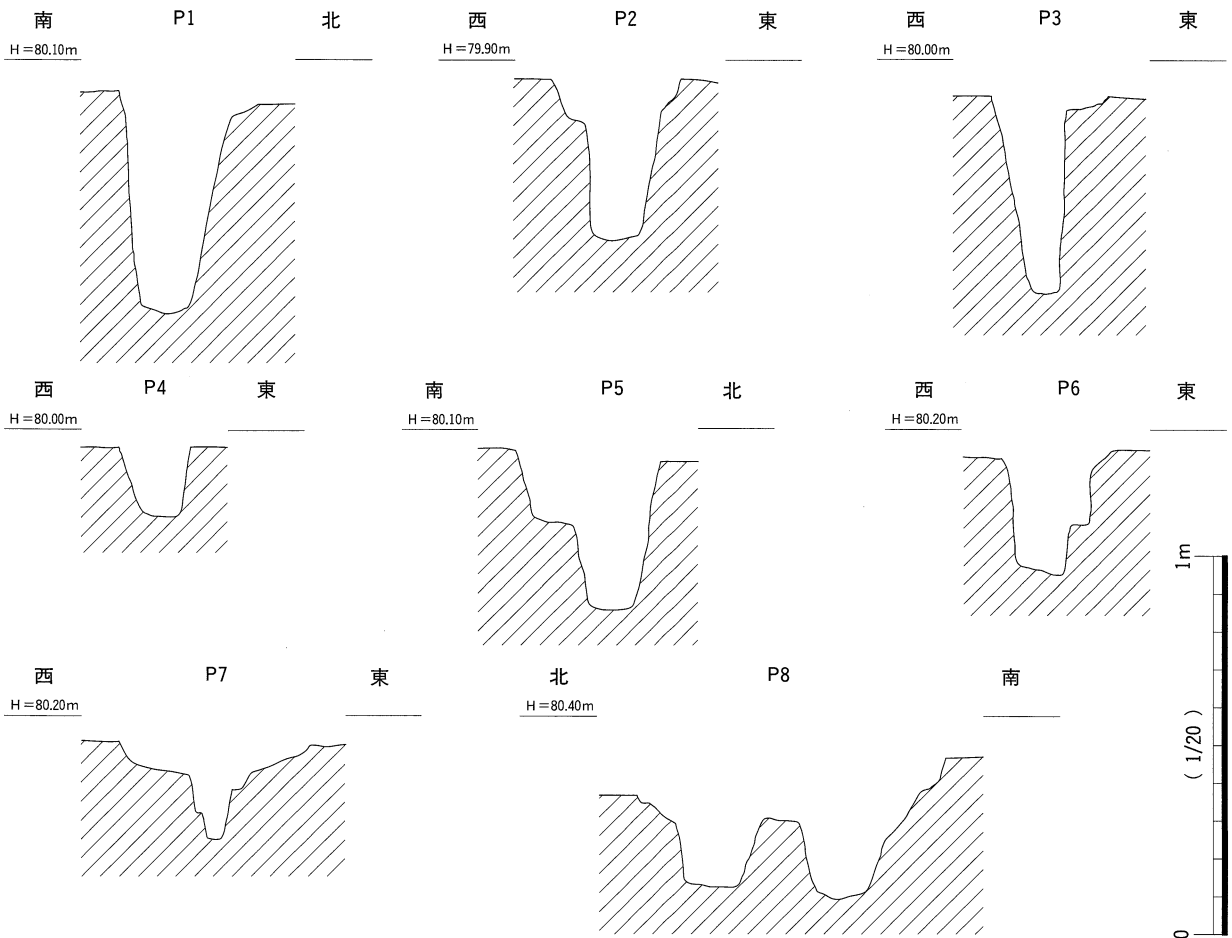 南 P1 北
H=80.10m
西 P2 東
H=79.90m
西 P3 東
H=80.00m
西 P4 東
H=80.00m
南 P5 北
H=80.10m
西 P6 東
H=80.20m
西 P7 東
H=80.20m
北 P8 南
H=80.40m
1m
(1/20)
0